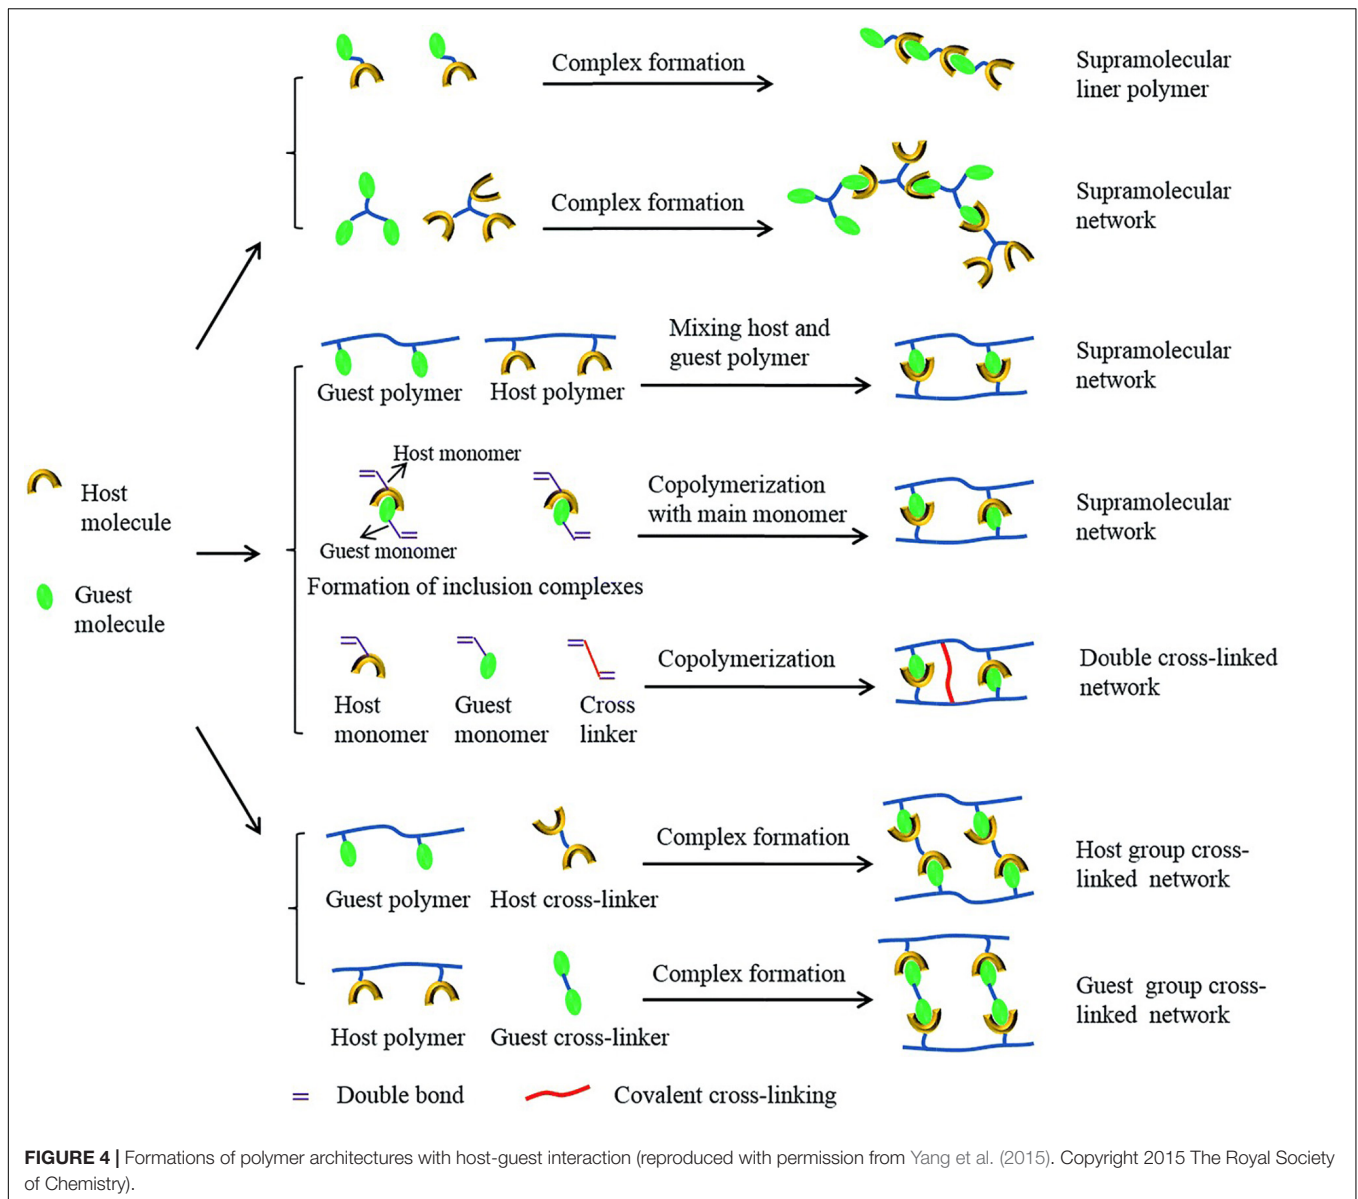 Complex formation
Supramolecular
liner polymer
Complex formation
Supramolecular
network
Mixing host and
guest polymer
Guest polymer
Host polymer
Supramolecular
network
Host monomer
Guest monomer
Copolymerization
with main monomer
Supramolecular
network
Formation of inclusion complexes
Host
molecule
Guest
molecule
Host
monomer
Guest
monomer
Cross
linker
Copolymerization
Double cross-linked
network
Guest polymer
Host cross-linker
Complex formation
Host group cross-
linked network
Host polymer
Guest cross-linker
Complex formation
Guest group cross-
linked network
Double bond
Covalent cross-linking
FIGURE 4 | Formations of polymer architectures with host-guest interaction (reproduced with permission from Yang et al. (2015). Copyright 2015 The Royal Society
of Chemistry).